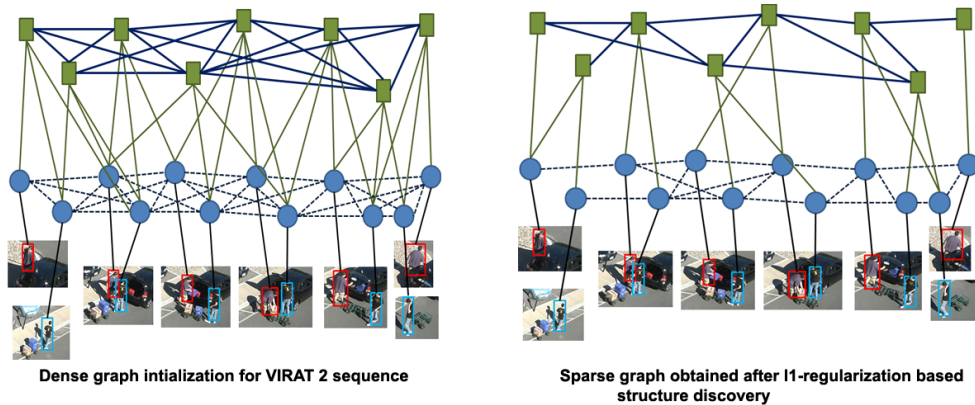 Dense graph intialization for VIRAT 2 sequence
Sparse graph obtained after l1-regularization based
structure discovery